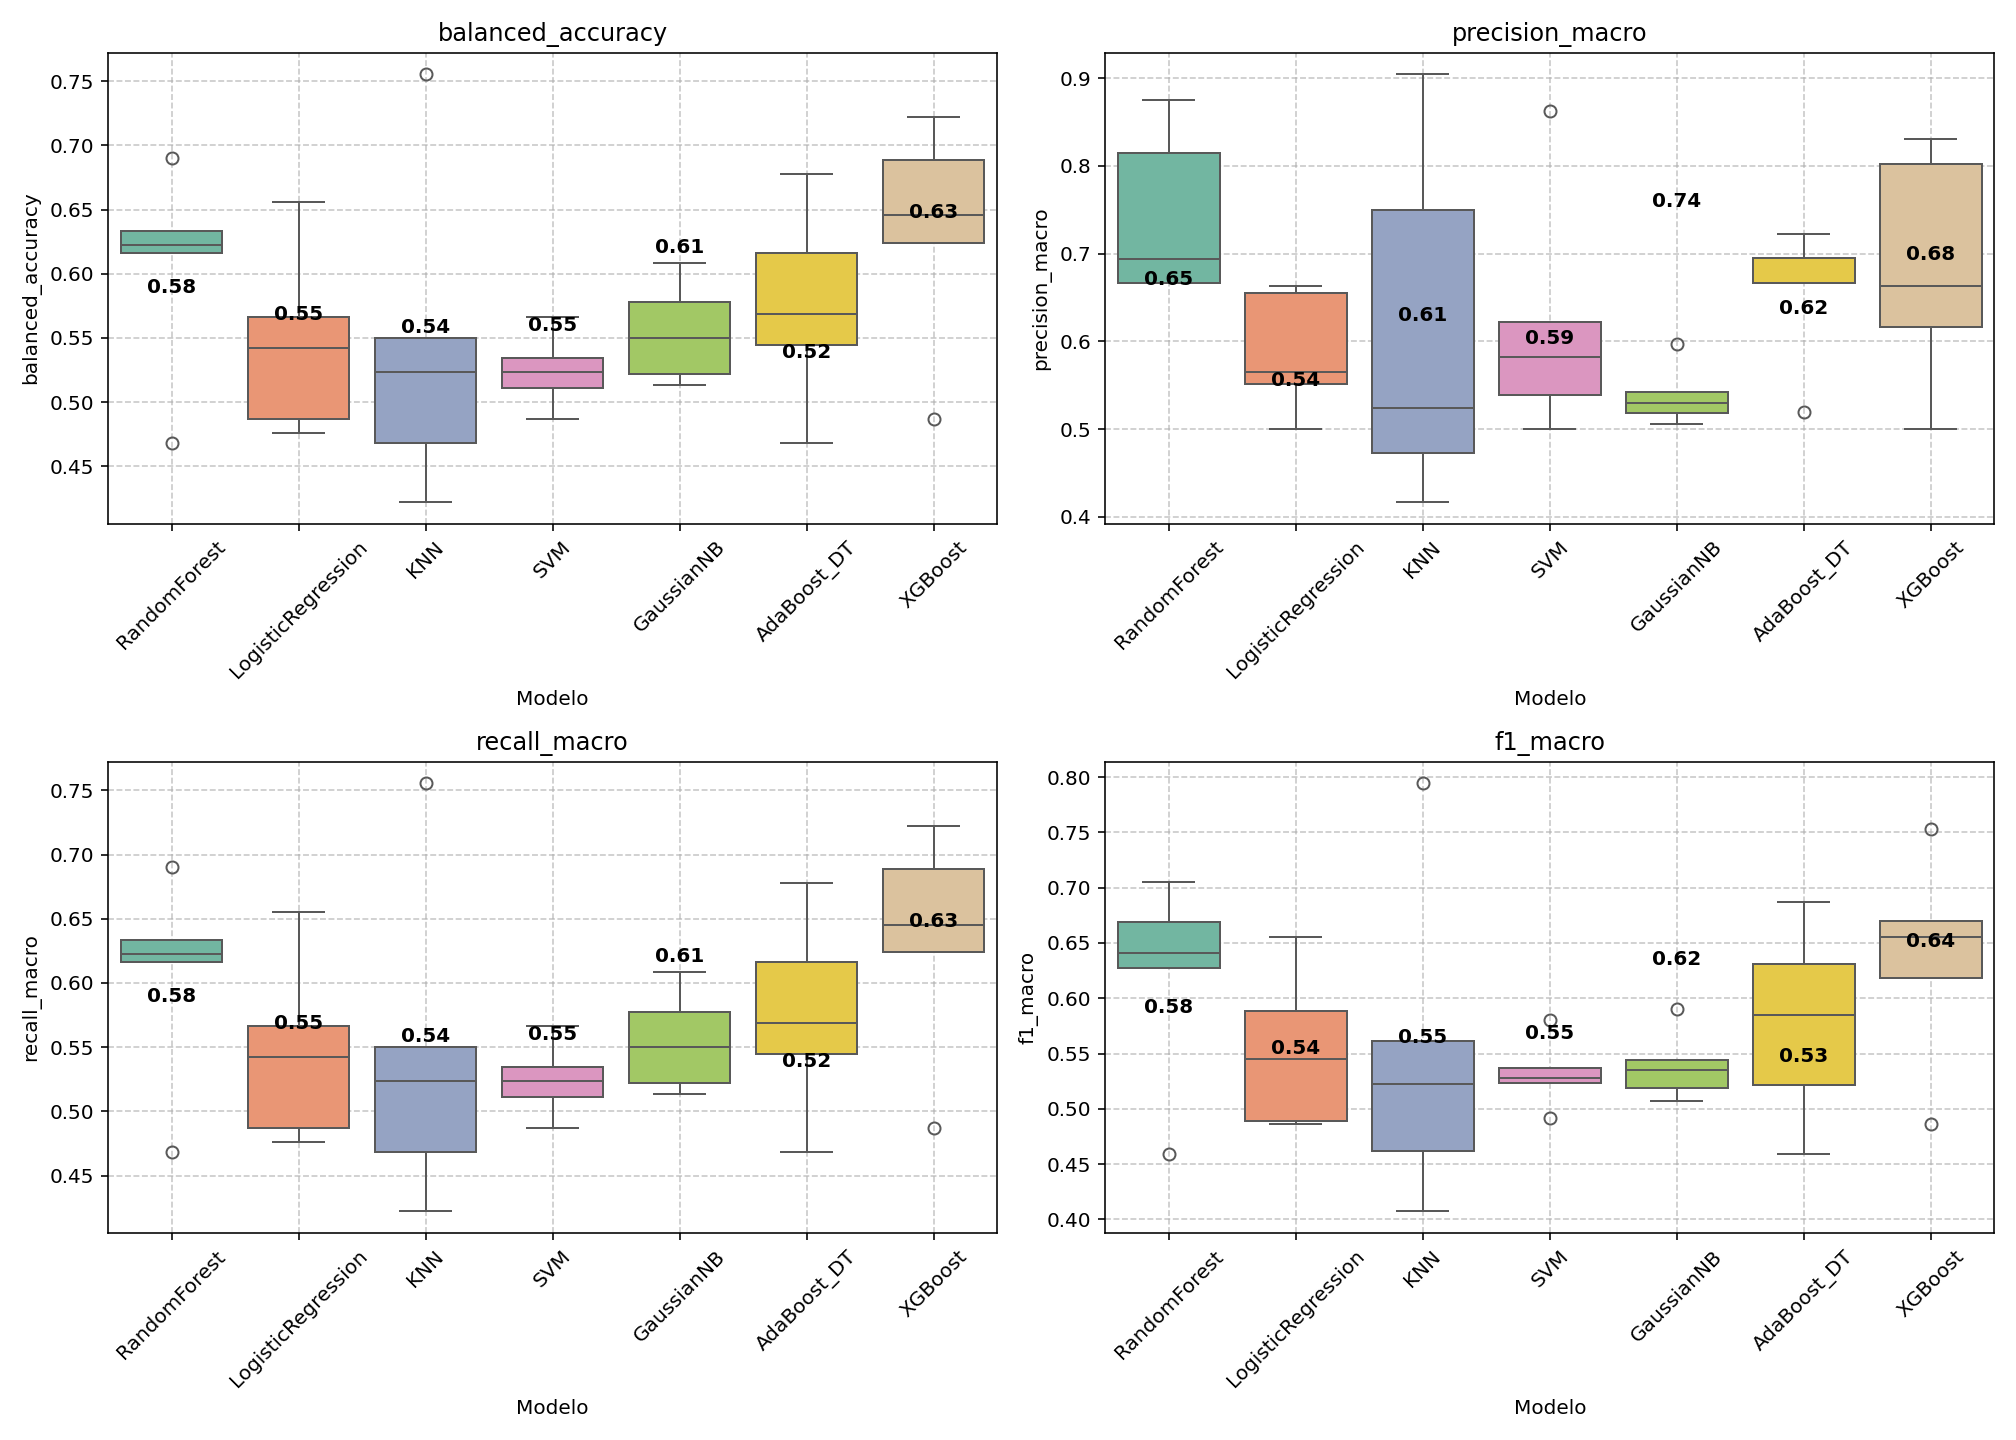 balanced_accuracy
balanced_accuracy
0.75
0.70
0.65
0.60
0.55
0.50
0.45
0.58
0.55
0.54
0.55
0.61
0.52
0.63
RandomForest
LogisticRegression
KNN
SVM
GaussianNB
AdaBoost_DT
XGBoost
Modelo
precision_macro
precision_macro
0.9
0.8
0.7
0.6
0.5
0.4
0.65
0.54
0.61
0.59
0.74
0.62
0.68
RandomForest
LogisticRegression
KNN
SVM
GaussianNB
AdaBoost_DT
XGBoost
Modelo
recall_macro
recall_macro
0.75
0.70
0.65
0.60
0.55
0.50
0.45
0.58
0.55
0.54
0.55
0.61
0.52
0.63
RandomForest
LogisticRegression
KNN
SVM
GaussianNB
AdaBoost_DT
XGBoost
Modelo
f1_macro
f1_macro
0.80
0.75
0.70
0.65
0.60
0.55
0.50
0.45
0.40
0.58
0.54
0.55
0.55
0.62
0.53
0.64
RandomForest
LogisticRegression
KNN
SVM
GaussianNB
AdaBoost_DT
XGBoost
Modelo